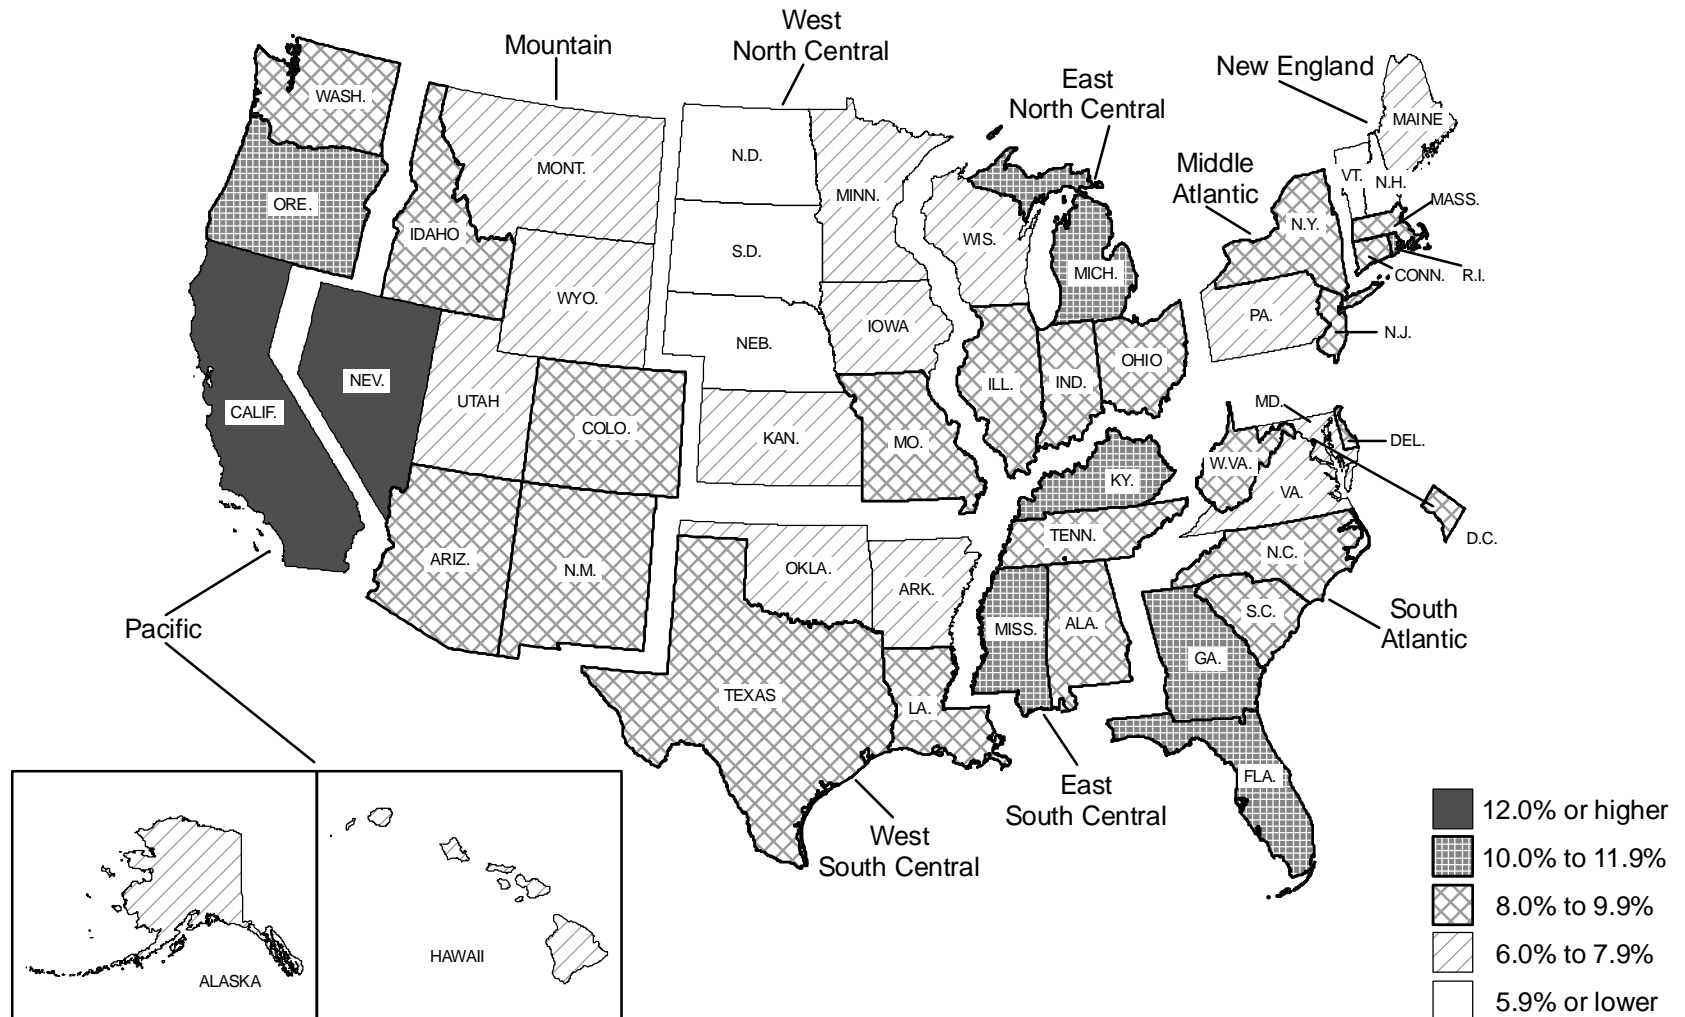 West
North Central
Mountain
East
North Central
New England
Middle
Atlantic
WASH.
ORE.
IDAHO
MONT.
WYO.
N.D.
S.D.
NEB.
MINN.
WIS.
IOWA
MICH.
MAINE
VT.
N.H.
MASS.
N.Y.
CONN.
R.I.
PA.
N.J.
CALIF.
NEV.
UTAH
COLO.
KAN.
MO.
ILL.
IND.
OHIO
MD.
DEL.
W.VA.
VA.
D.C.
KY.
TENN.
N.C.
S.C.
ARIZ.
N.M.
OKLA.
ARK.
MISS.
ALA.
GA.
TEXAS
LA.
FLA.
Pacific
South
Atlantic
East
South Central
West
South Central
ALASKA
HAWAII
12.0% or higher
10.0% to 11.9%
8.0% to 9.9%
6.0% to 7.9%
5.9% or lower